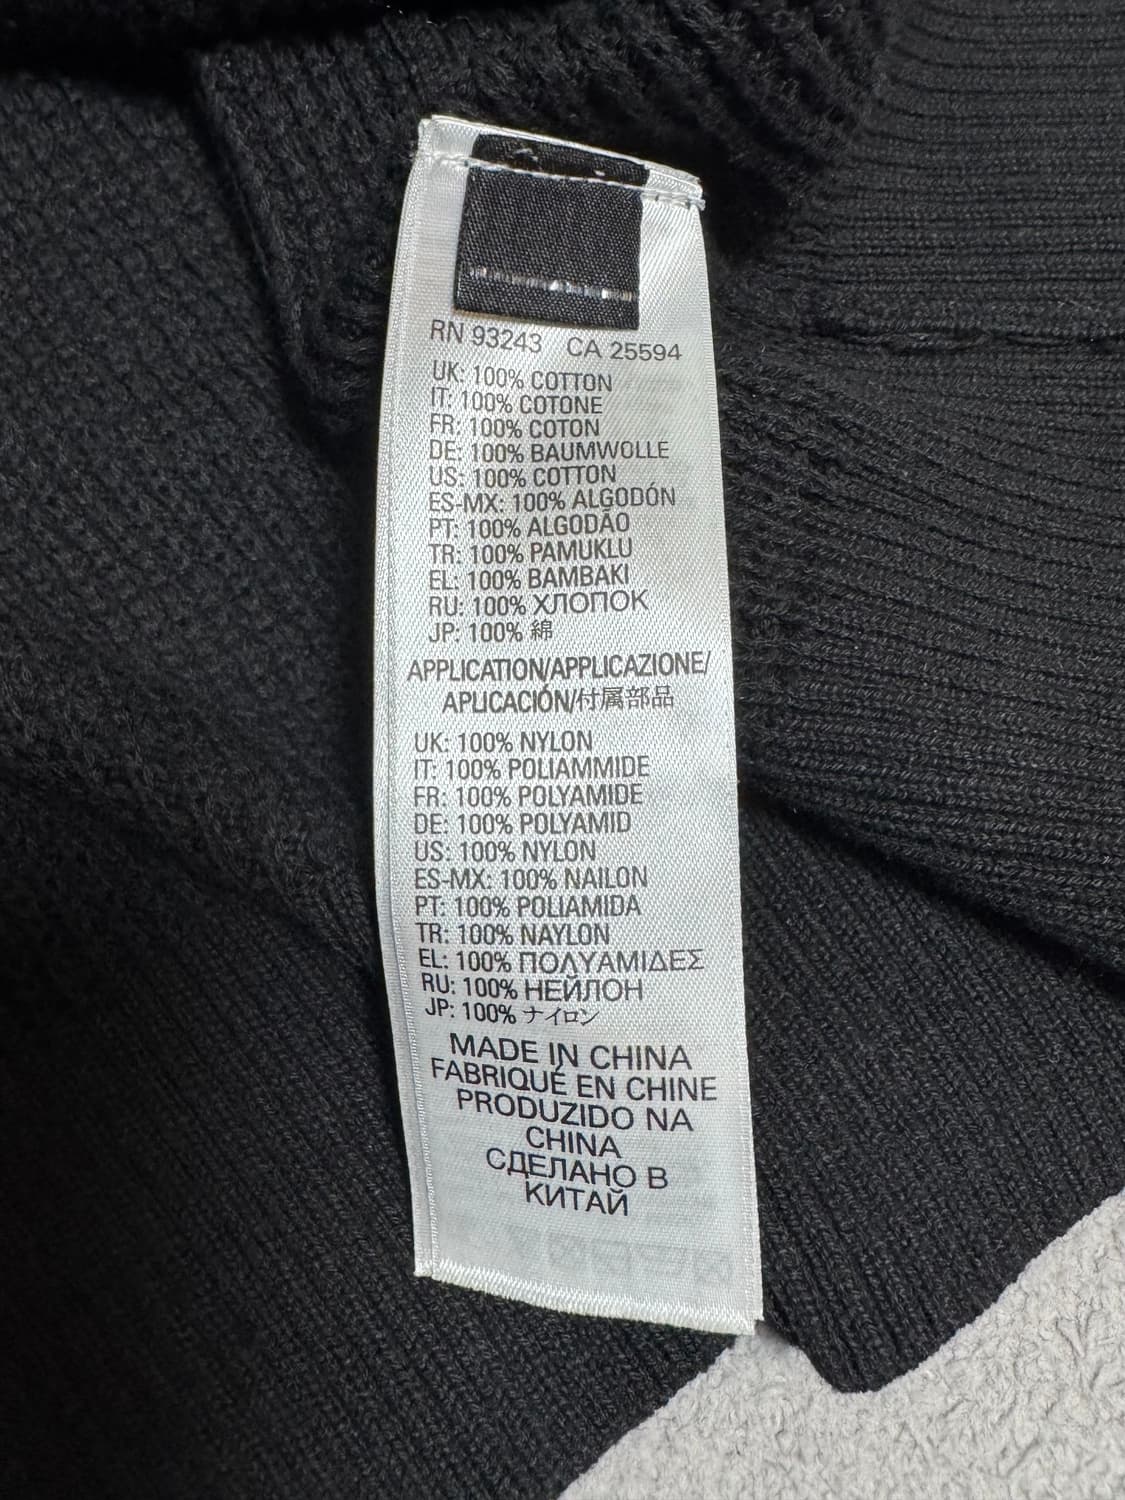 RN 93243 CA 25594
UK: 100% COTTON
IT: 100% COTONE
FR: 100% COTON
DE: 100% BAUMWOLLE
US: 100% COTTON
ES-MX: 100% ALGODÓN
PT: 100% ALGODÃO
TR: 100% PAMUKLU
EL: 100% BAMBAKI
RU: 100% ХЛОПОК
JP: 100% 綿
APPLICATION/APPLICAZIONE/
APLICACIÓN/付属部品
UK: 100% NYLON
IT: 100% POLIAMMIDE
FR: 100% POLYAMIDE
DE: 100% POLYAMID
US: 100% NYLON
ES-MX: 100% NAILON
PT: 100% POLIAMIDA
TR: 100% NAYLON
EL: 100% ΠΟΛΥΑΜΙΔΕΣ
RU: 100% НЕЙЛОН
JP: 100% ナイロン
MADE IN CHINA
FABRIQUÉ EN CHINE
PRODUZIDO NA
CHINA
СДЕЛАНО В
КИТАЙ